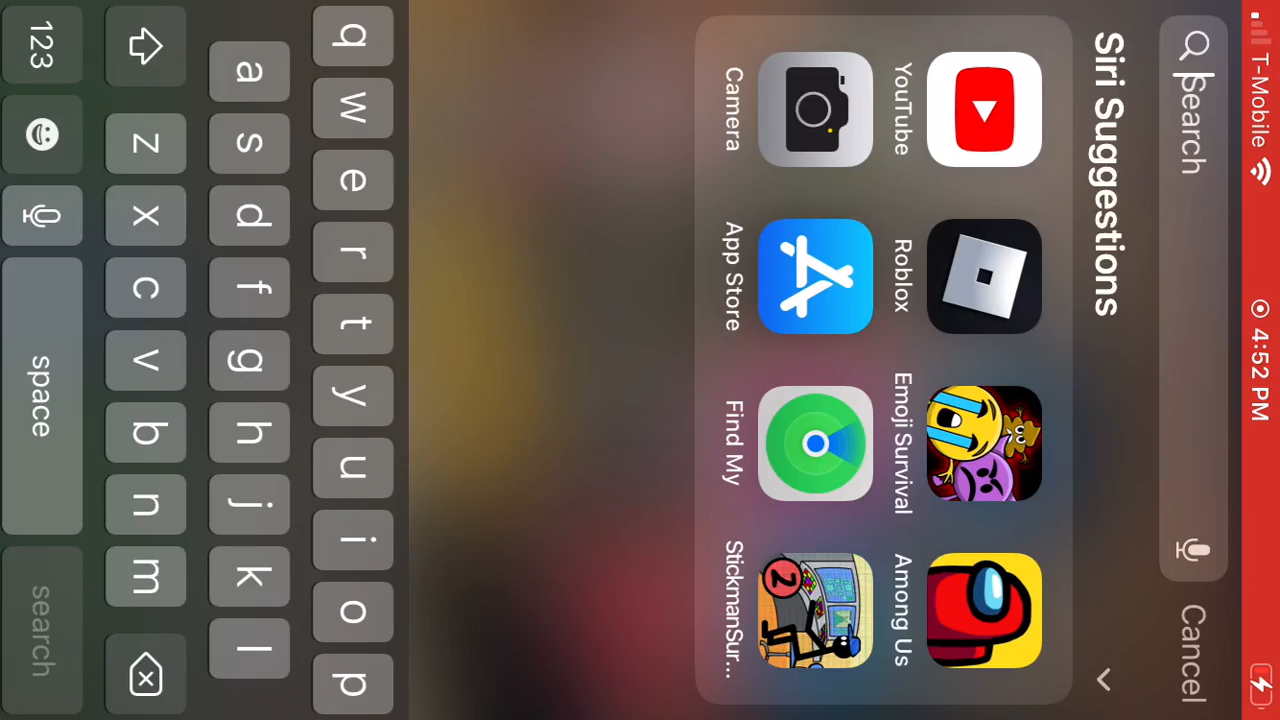 T-Mobile 4:52 PM
Search Cancel
Siri Suggestions
YouTube Roblox Emoji Survival Among Us
Camera App Store Find My StickmanSur...
2
q w e r t y u i o p
a s d f g h j k l
z x c v b n m
123 space search